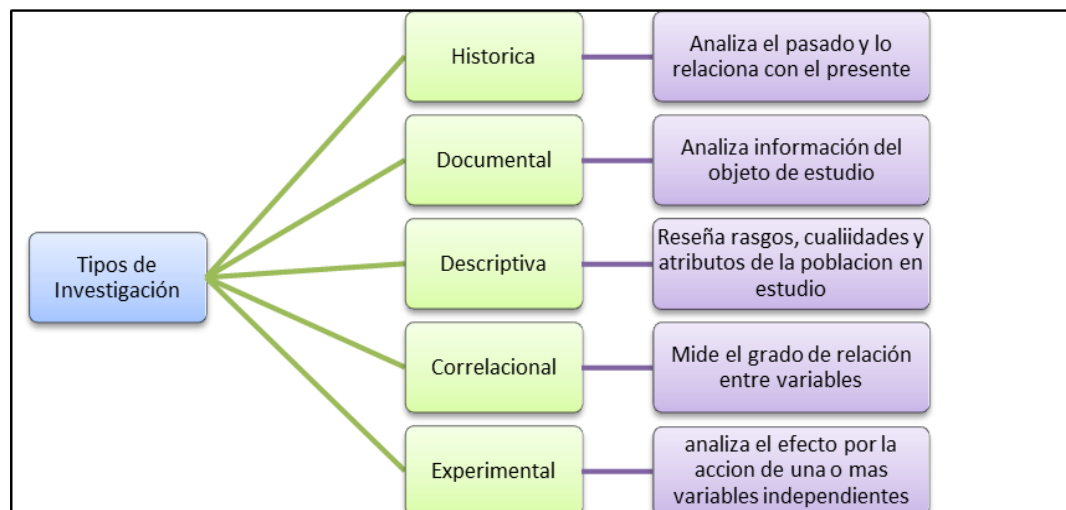 Tipos de
Investigación
Historica
Analiza el pasado y lo
relaciona con el presente
Documental
Analiza información del
objeto de estudio
Descriptiva
Reseña rasgos, cualiidades y
atributos de la poblacion en
estudio
Correlacional
Mide el grado de relación
entre variables
Experimental
analiza el efecto por la
accion de una o mas
variables independientes